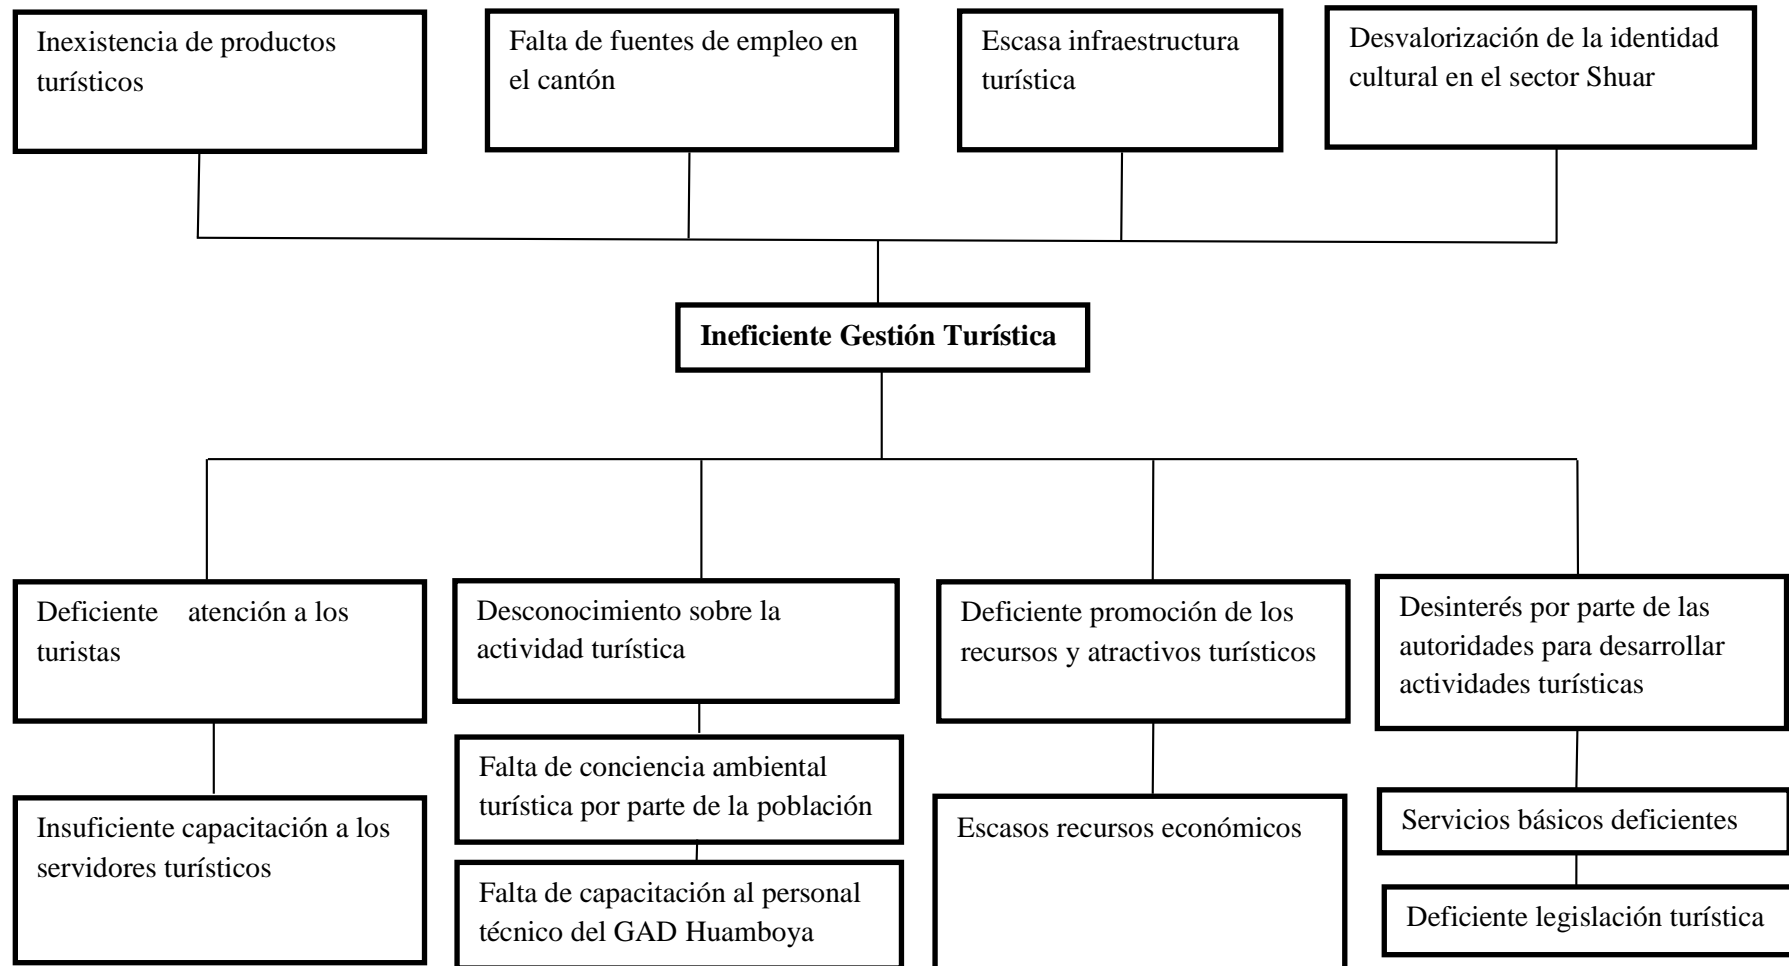 Inexistencia de productos
turísticos
Falta de fuentes de empleo en
el cantón
Escasa infraestructura
turística
Desvalorización de la identidad
cultural en el sector Shuar
Ineficiente Gestión Turística
Deficiente atención a los
turistas
Desconocimiento sobre la
actividad turística
Deficiente promoción de los
recursos y atractivos turísticos
Desinterés por parte de las
autoridades para desarrollar
actividades turísticas
Insuficiente capacitación a los
servidores turísticos
Falta de conciencia ambiental
turística por parte de la población
Falta de capacitación al personal
técnico del GAD Huamboya
Escasos recursos económicos
Servicios básicos deficientes
Deficiente legislación turística